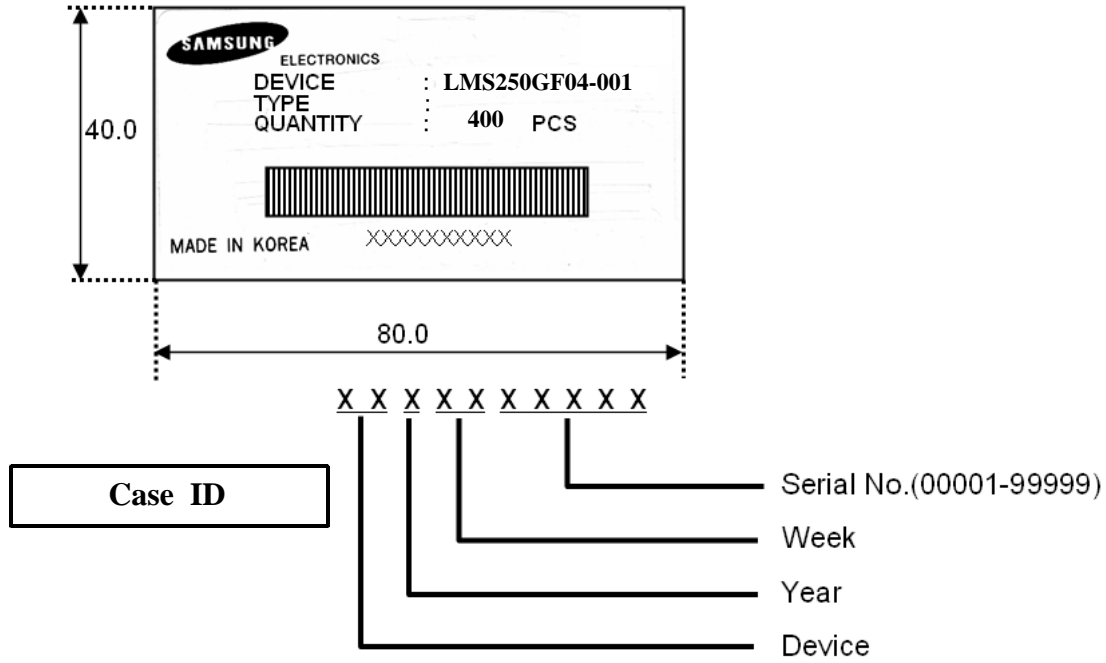 SAMSUNG
ELECTRONICS
DEVICE : LMS250GF04-001
TYPE :
QUANTITY : 400 PCS
40.0
MADE IN KOREA XXXXXXXXXX
80.0
X X X X X X X X X X
Case ID
Serial No.(00001-99999)
Week
Year
Device